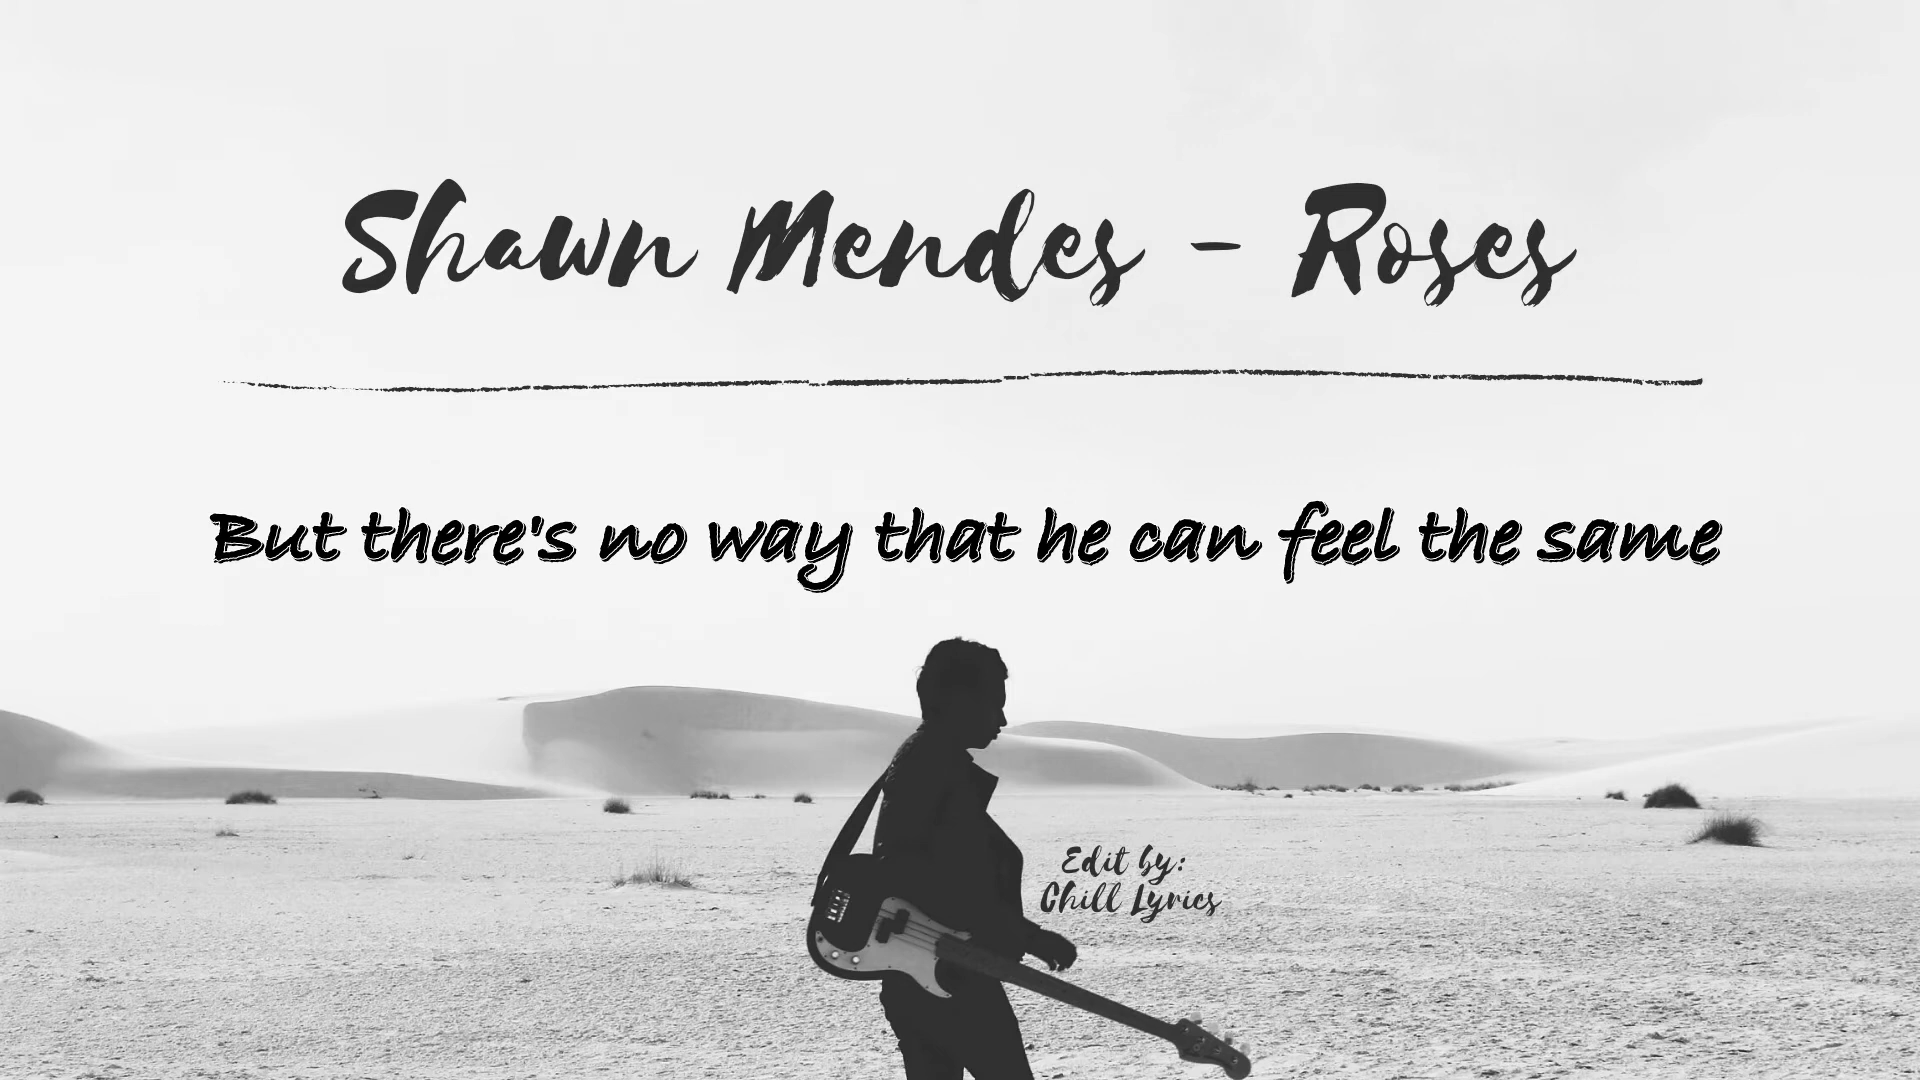 Shawn Mendes - Roses
But there's no way that he can feel the same
Edit by:
Chill Lyrics